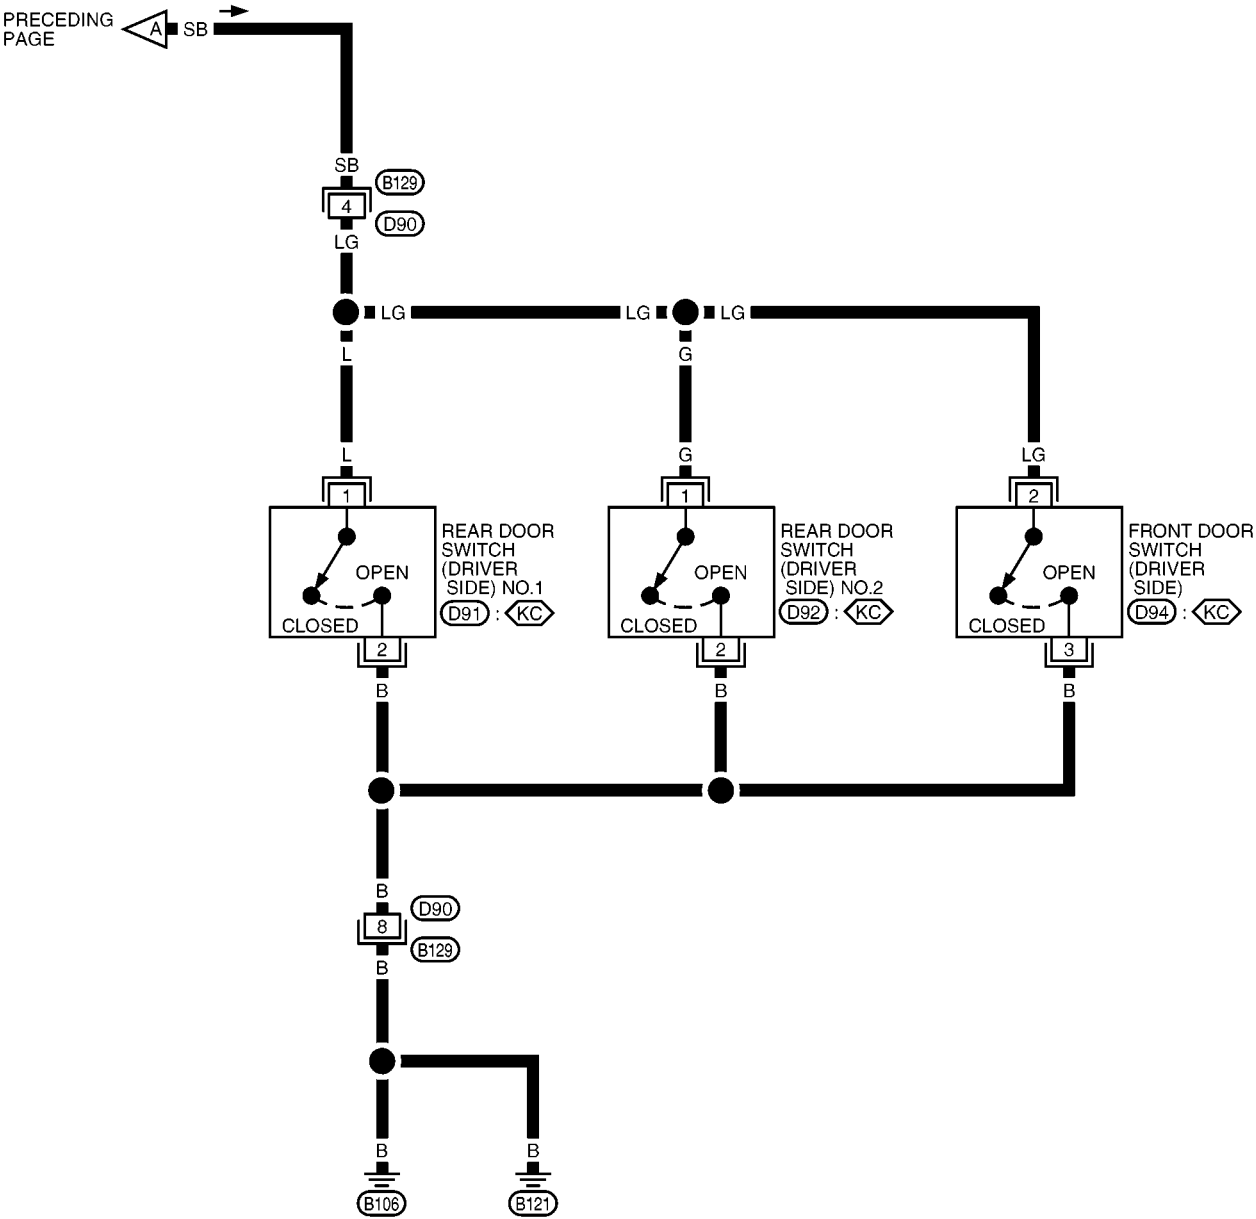 PRECEDING
PAGE
A
SB
SB
B129
4
D90
LG
LG
LG
LG
L
G
L
G
LG
1
1
2
REAR DOOR
SWITCH
(DRIVER
SIDE) NO.1
D91 : KC
OPEN
CLOSED
REAR DOOR
SWITCH
(DRIVER
SIDE) NO.2
D92 : KC
OPEN
CLOSED
FRONT DOOR
SWITCH
(DRIVER
SIDE)
D94 : KC
OPEN
CLOSED
2
2
3
B
B
B
B
D90
8
B129
B
B
B
B106
B121